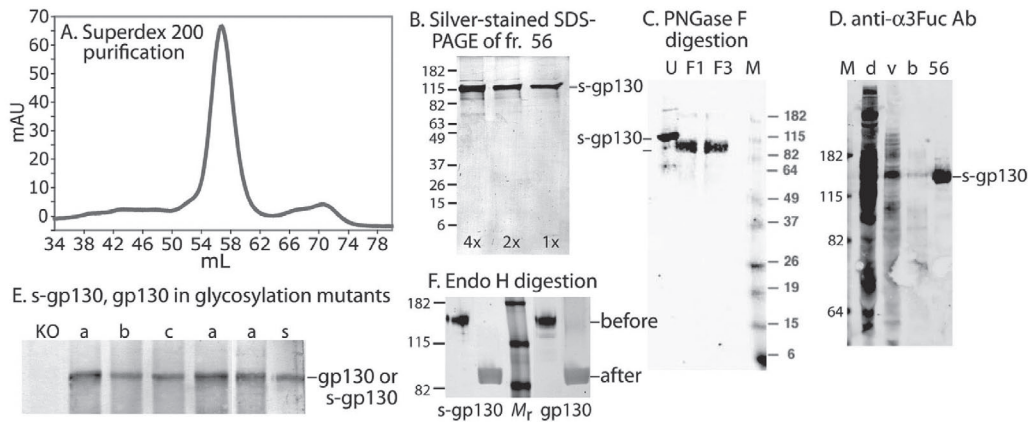 A. Superdex 200
purification
mAU
70
60
50
40
30
20
10
0
34 38 42 46 50 54 58 62 66 70 74 78
mL
B. Silver-stained SDS-
PAGE of fr. 56
182
115
82
63
49
37
26
15
6
s-gp130
4x 2x 1x
C. PNGase F
digestion
U F1 F3 M
s-gp130
182
115
82
64
49
37
26
19
15
6
D. anti-α3Fuc Ab
M d v b 56
182
115
82
64
s-gp130
E. s-gp130, gp130 in glycosylation mutants
KO a b c a a s
gp130 or
s-gp130
F. Endo H digestion
182
115
82
before
after
s-gp130 Mr gp130